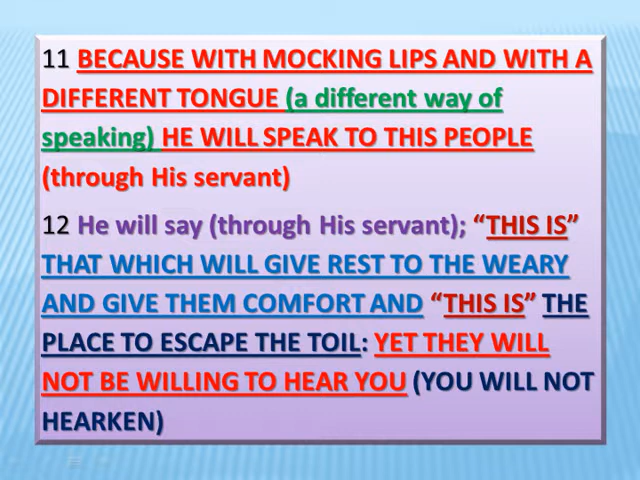 11 BECAUSE WITH MOCKING LIPS AND WITH A
DIFFERENT TONGUE (a different way of
speaking) HE WILL SPEAK TO THIS PEOPLE
(through His servant)
12 He will say (through His servant); “THIS IS”
THAT WHICH WILL GIVE REST TO THE WEARY
AND GIVE THEM COMFORT AND “THIS IS” THE
PLACE TO ESCAPE THE TOIL: YET THEY WILL
NOT BE WILLING TO HEAR YOU (YOU WILL NOT
HEARKEN)